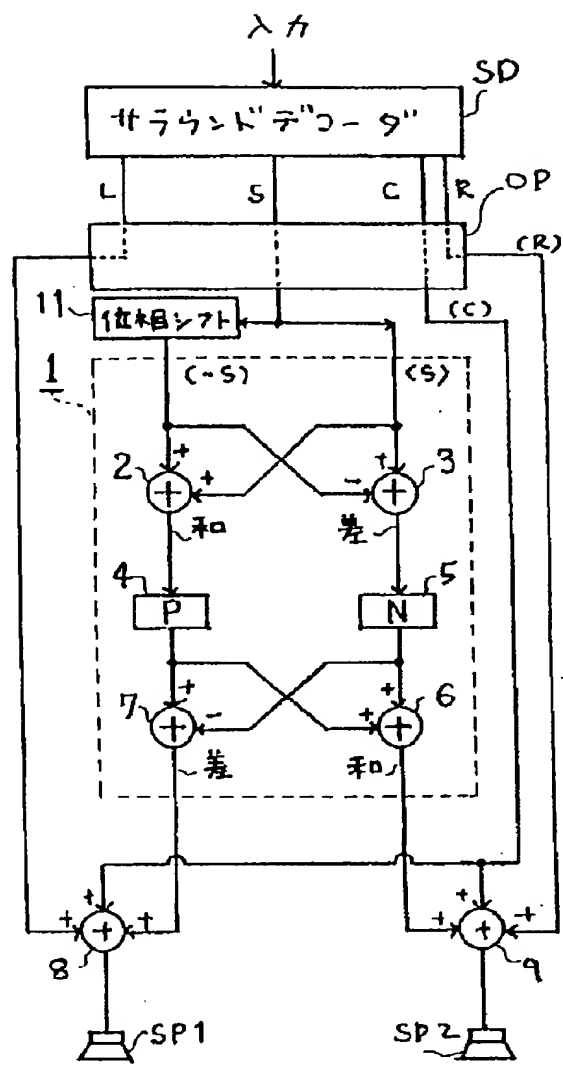 入力
SD
サラウンドデコーダ
L S C R
DP
(R)
(C)
11
位相シフト
1
(-S) (S)
+ + - +
2 + + 3
和 差
4 5
P N
+ - + +
7 + + 6
差 和
+ + + + + +
+ +
8 9
SP1 SP2